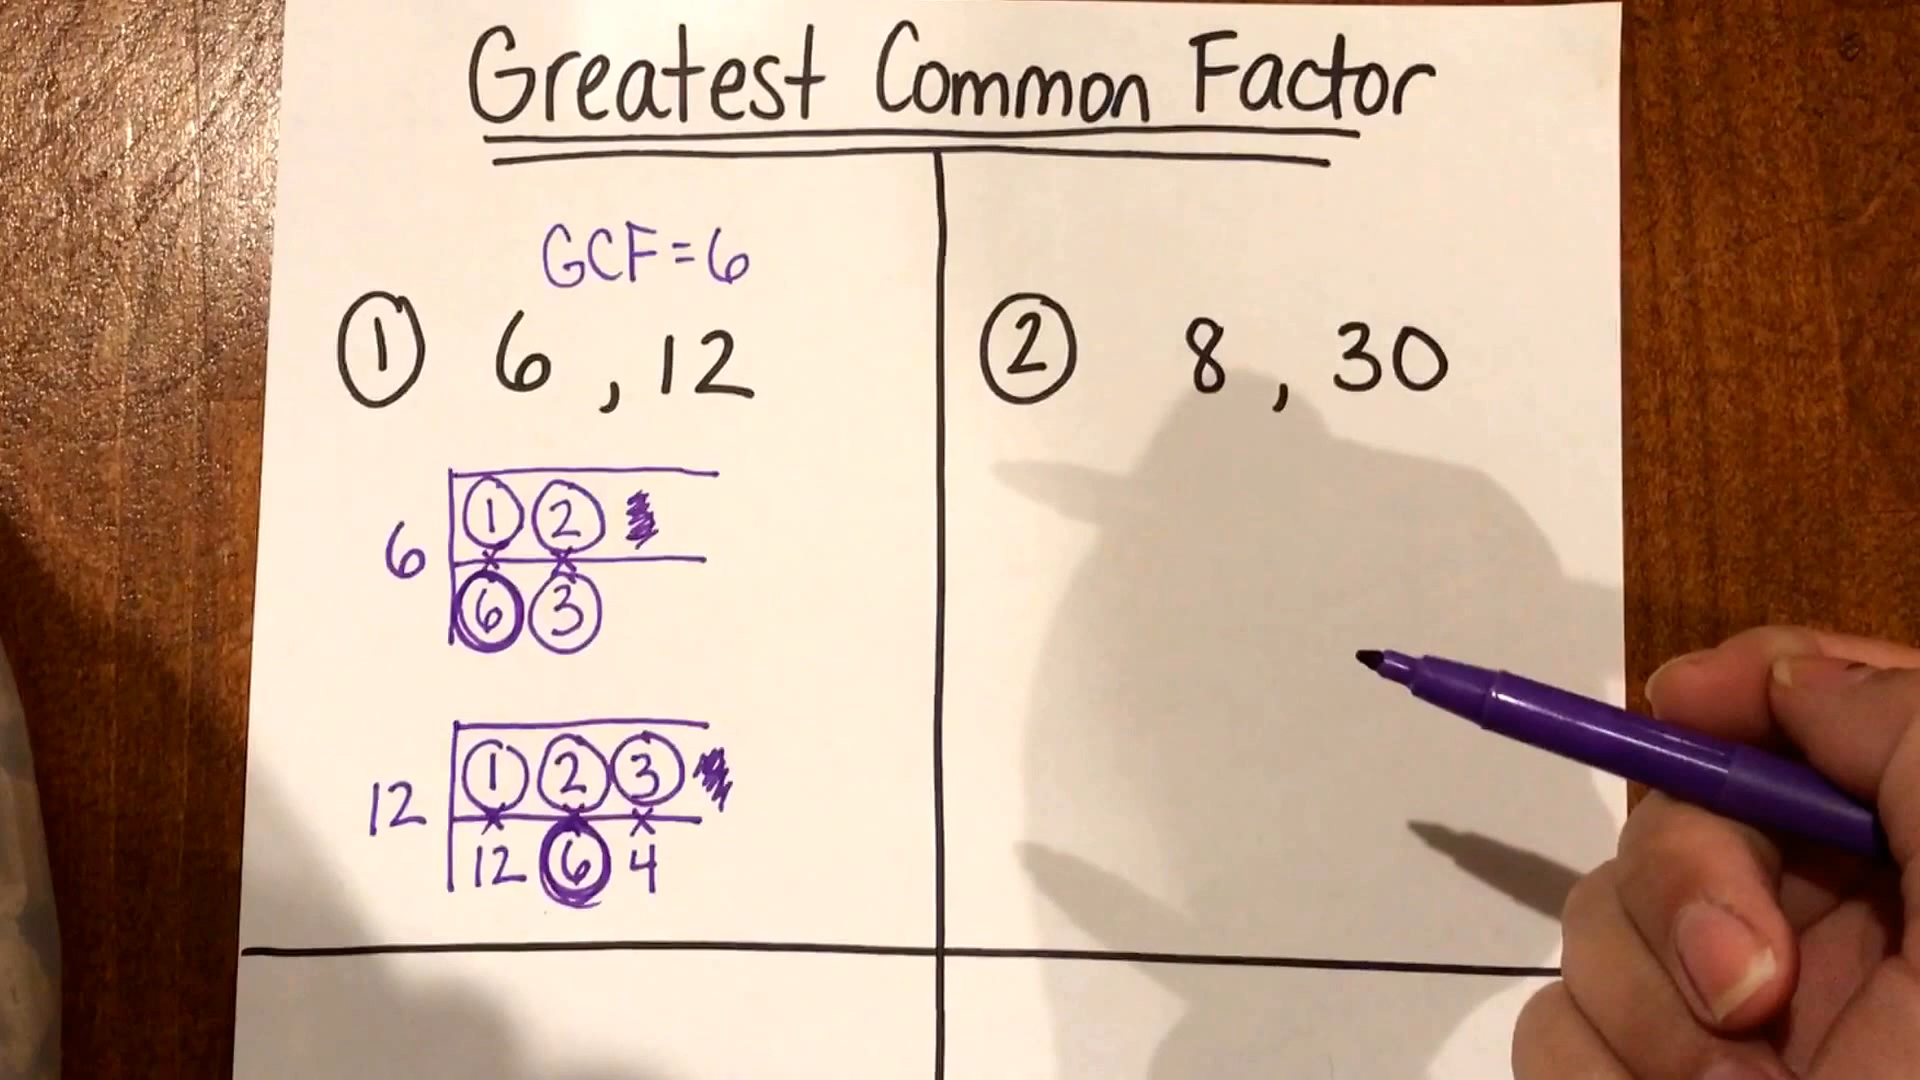 Greatest Common Factor
GCF=6
① 6, 12
6
1 2
× ×
6 3
12
1 2 3
× × ×
12 6 4
② 8, 30